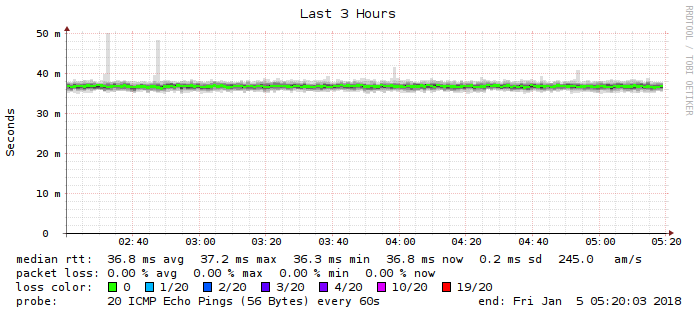 Last 3 Hours
RRDTOOL / TOBI OETIKER
Seconds
50 m
40 m
30 m
20 m
10 m
0
02:40 03:00 03:20 03:40 04:00 04:20 04:40 05:00 05:20
median rtt: 36.8 ms avg 37.2 ms max 36.3 ms min 36.8 ms now 0.2 ms sd 245.0 am/s
packet loss: 0.00 % avg 0.00 % max 0.00 % min 0.00 % now
loss color: 0 1/20 2/20 3/20 4/20 10/20 19/20
probe: 20 ICMP Echo Pings (56 Bytes) every 60s end: Fri Jan 5 05:20:03 2018